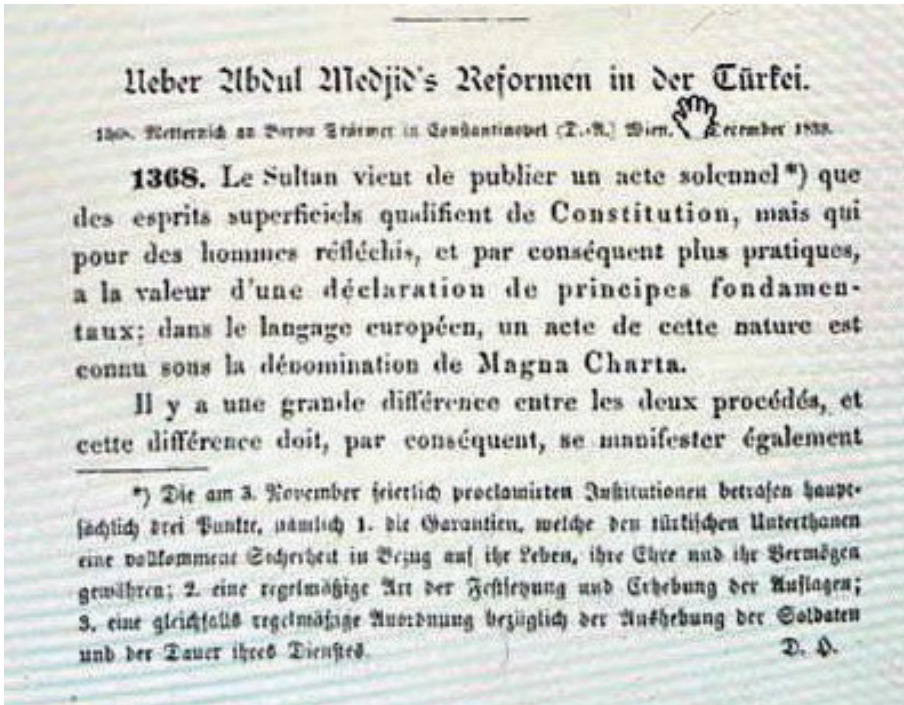 Ueber Abdul Medjid's Reformen in der Türkei.
1368. Metternich an Baron Stürmer in Constantinopel (D.-A.) Wien, December 1839.
1368. Le Sultan vient de publier un acte solennel*) que
des esprits superficiels qualifient de Constitution, mais qui
pour des hommes réfléchis, et par conséquent plus pratiques,
a la valeur d'une déclaration de principes fondamen-
taux; dans le langage européen, un acte de cette nature est
connu sous la dénomination de Magna Charta.
Il y a une grande différence entre les deux procédés, et
cette différence doit, par conséquent, se manifester également
*) Die am 3. November feierlich proclamirten Institutionen betrafen haupt-
sächlich drei Punkte, nämlich 1. die Garantien, welche den türkischen Unterthanen
eine vollkommene Sicherheit in Bezug auf ihr Leben, ihre Ehre und ihr Vermögen
gewähren; 2. eine regelmäßige Art der Festsetzung und Erhebung der Auflagen;
3. eine gleichfalls regelmäßige Anordnung bezüglich der Aushebung der Soldaten
und der Dauer ihres Dienstes. D. H.